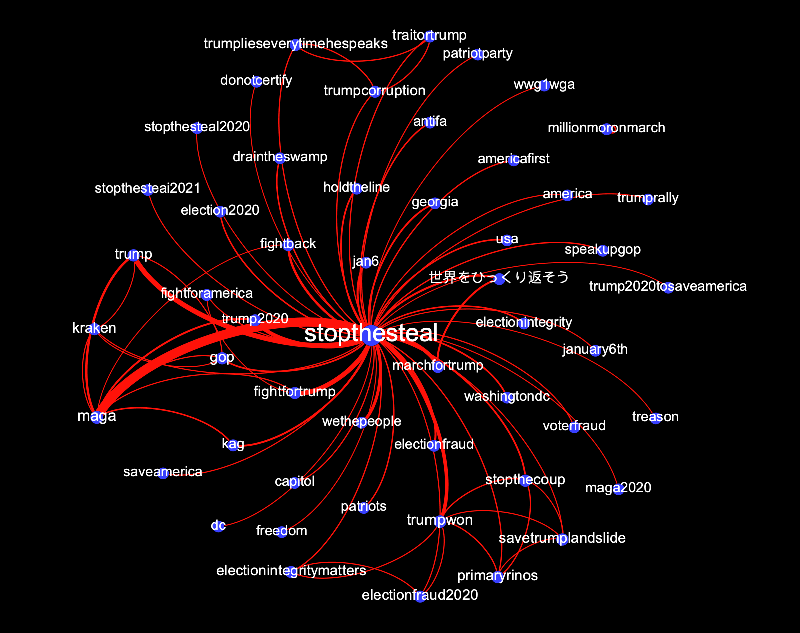 traitortrump
trumplieseverytimehespeaks
patriotparty
donotcertify
wwg1wga
trumpcorruption
antifa
stopthesteal2020
millionmoronmarch
draintheswamp
americafirst
stopthesteal2021
holdtheline
america
trumprally
election2020
georgia
usa
fightback
speakupgop
trump
jan6
世界をひっくり返そう
trump2020tosaveamerica
fightforamerica
trump2020
kraken
stopthesteal
electionintegrity
january6th
gop
marchfortrump
fightfortrump
washingtondc
maga
treason
wethepeople
voterfraud
kag
electionfraud
saveamerica
capitol
stopthecoup
maga2020
patriots
dc
freedom
trumpwon
savetrumplandslide
electionintegritymatters
primaryrinos
electionfraud2020